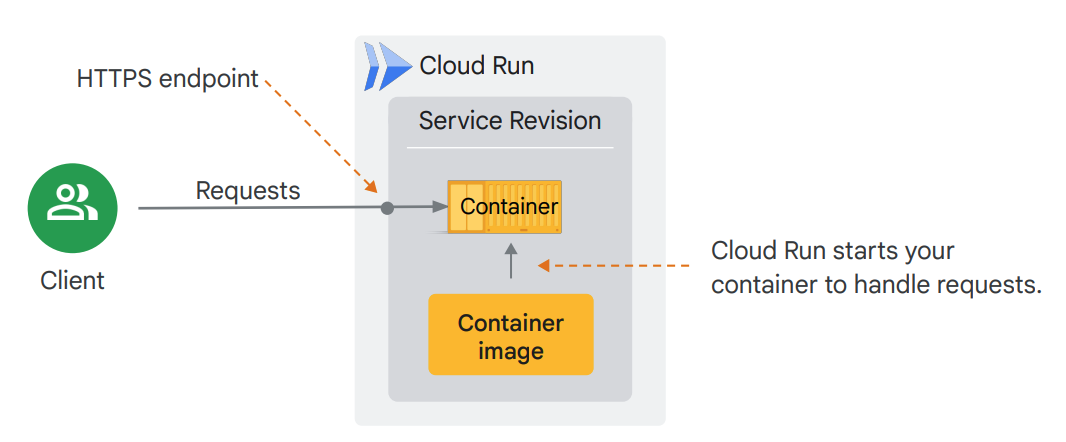 HTTPS endpoint
Cloud Run
Service Revision
Requests
Container
Client
Cloud Run starts your
container to handle requests.
Container
image